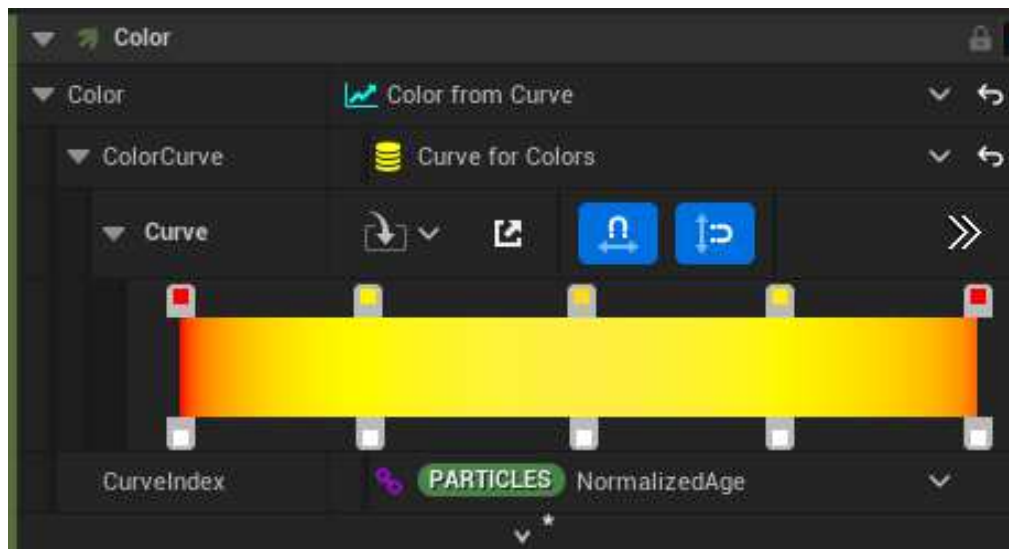 Color
Color Color from Curve
ColorCurve Curve for Colors
Curve
CurveIndex PARTICLES NormalizedAge
*